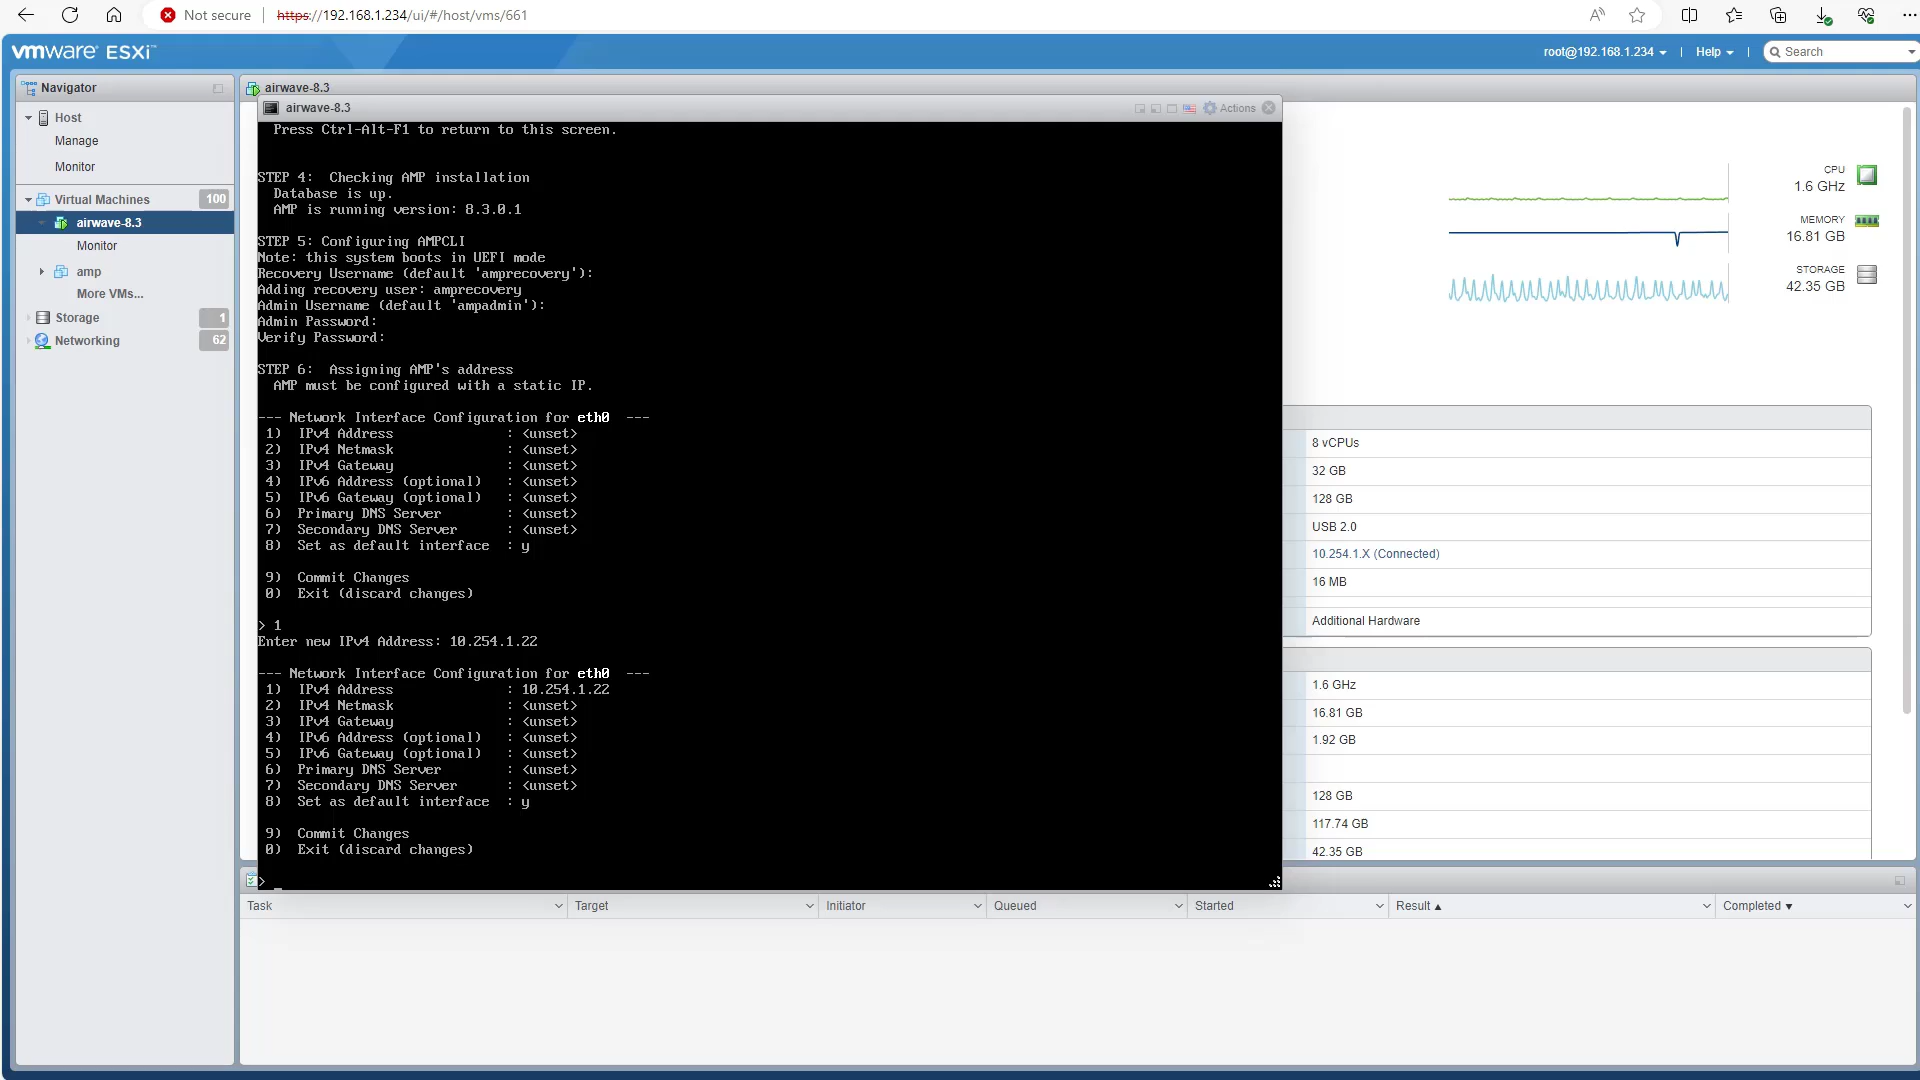 Not secure https://192.168.1.234/ui/#/host/vms/661
vmware ESXi™
root@192.168.1.234 | Help | Search
Navigator
airwave-8.3
Host
Manage
Monitor
Virtual Machines 100
airwave-8.3
Monitor
amp
More VMs...
Storage 1
Networking 62
airwave-8.3 Actions
Press Ctrl-Alt-F1 to return to this screen.
STEP 4:  Checking AMP installation
Database is up.
AMP is running version: 8.3.0.1
STEP 5: Configuring AMPCLI
Note: this system boots in UEFI mode
Recovery Username (default 'amprecovery'):
Adding recovery user: amprecovery
Admin Username (default 'ampadmin'):
Admin Password:
Verify Password:
STEP 6:  Assigning AMP's address
AMP must be configured with a static IP.
--- Network Interface Configuration for eth0  ---
1)  IPv4 Address              : <unset>
2)  IPv4 Netmask              : <unset>
3)  IPv4 Gateway              : <unset>
4)  IPv6 Address (optional)   : <unset>
5)  IPv6 Gateway (optional)   : <unset>
6)  Primary DNS Server        : <unset>
7)  Secondary DNS Server      : <unset>
8)  Set as default interface  : y
9)  Commit Changes
0)  Exit (discard changes)
> 1
Enter new IPv4 Address: 10.254.1.22
--- Network Interface Configuration for eth0  ---
1)  IPv4 Address              : 10.254.1.22
2)  IPv4 Netmask              : <unset>
3)  IPv4 Gateway              : <unset>
4)  IPv6 Address (optional)   : <unset>
5)  IPv6 Gateway (optional)   : <unset>
6)  Primary DNS Server        : <unset>
7)  Secondary DNS Server      : <unset>
8)  Set as default interface  : y
9)  Commit Changes
0)  Exit (discard changes)
> _
CPU
1.6 GHz
MEMORY
16.81 GB
STORAGE
42.35 GB
8 vCPUs
32 GB
128 GB
USB 2.0
10.254.1.X (Connected)
16 MB
Additional Hardware
1.6 GHz
16.81 GB
1.92 GB
128 GB
117.74 GB
42.35 GB
Task Target Initiator Queued Started Result ▲ Completed ▼